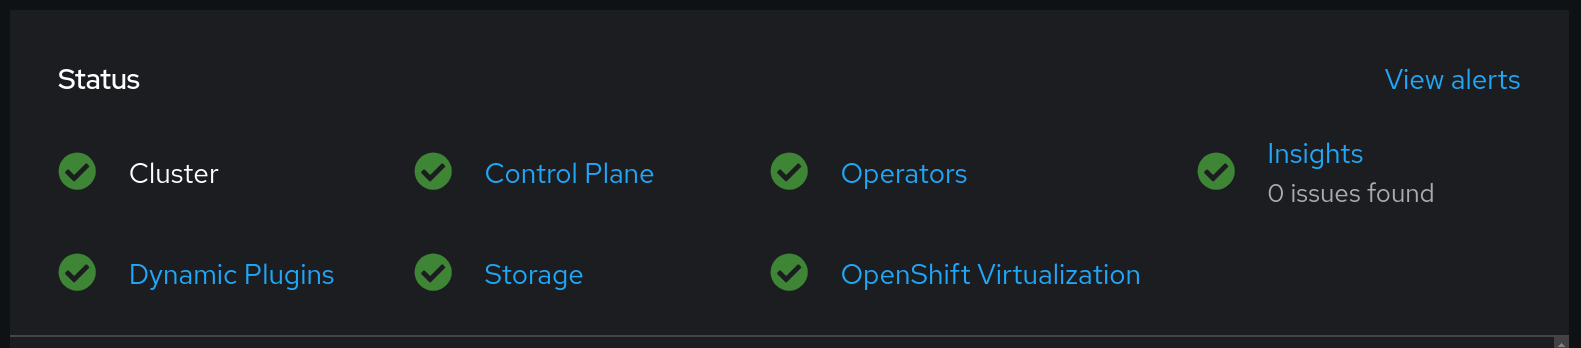 Status
View alerts
Cluster
Control Plane
Operators
Insights
0 issues found
Dynamic Plugins
Storage
OpenShift Virtualization